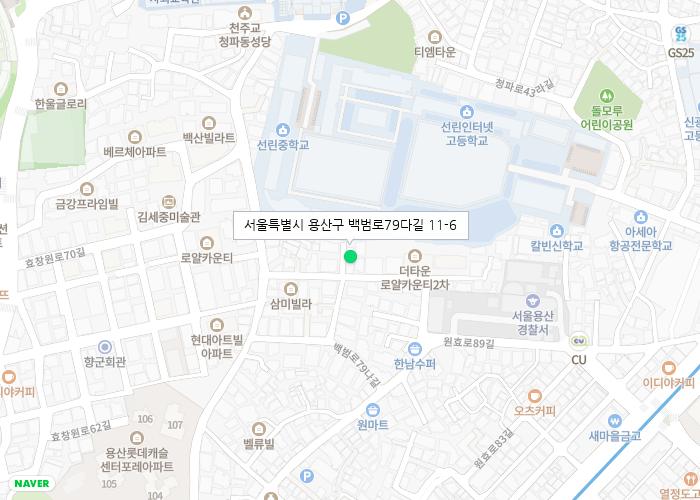 천주교
청파동성당
P
티엠타운
GS
25
GS25
청파로43라길
한울글로리
돌모루
어린이공원
선린인터넷
고등학교
선린중학교
백산빌라트
베르체아파트
금강프라임빌
김세중미술관
서울특별시 용산구 백범로79다길 11-6
아세아
항공전문학교
칼빈신학교
로얄카운티
효창원로70길
더타운
로얄카운티2차
삼미빌라
서울용산
경찰서
현대아트빌
아파트
원효로89길
cu
CU
향군회관
백범로79나길
한남수퍼
이디야커피
오츠커피
원마트
새마을금고
106
107
효창원로62길
벨류빌
원효로83길
용산롯데캐슬
센터포레아파트
105
104
P
NAVER